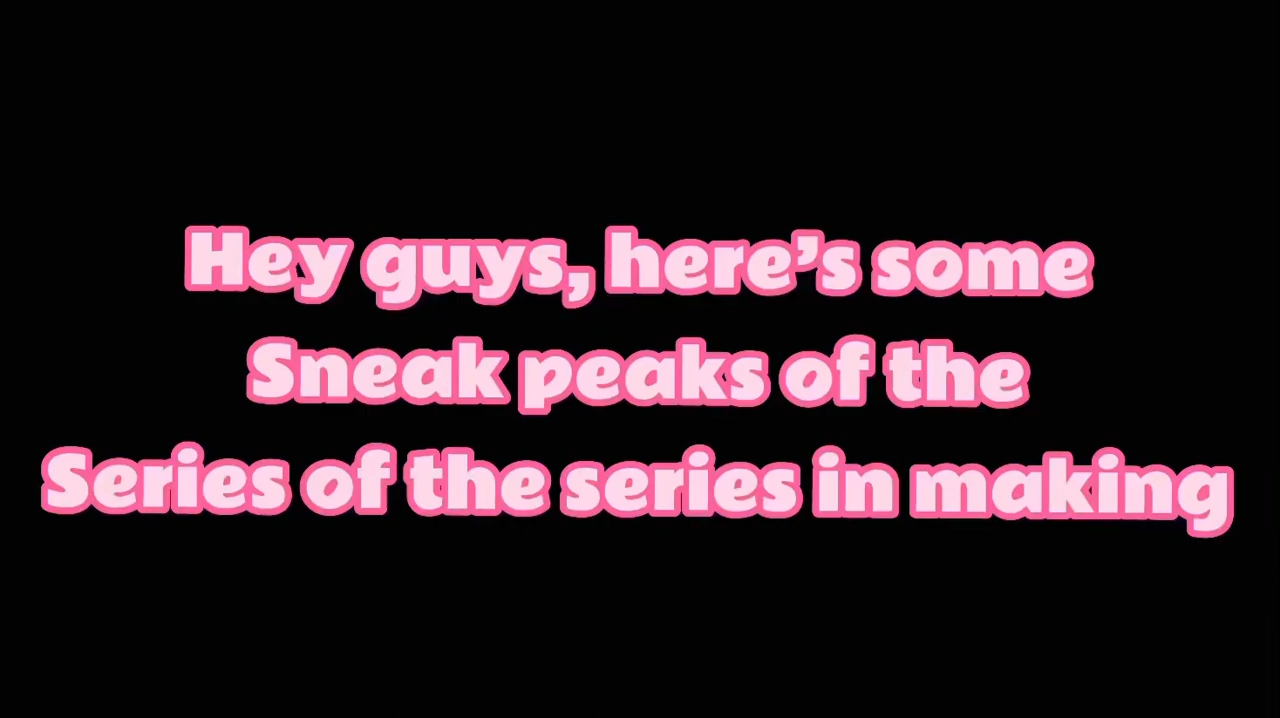 Hey guys, here’s some
Sneak peaks of the
Series of the series in making